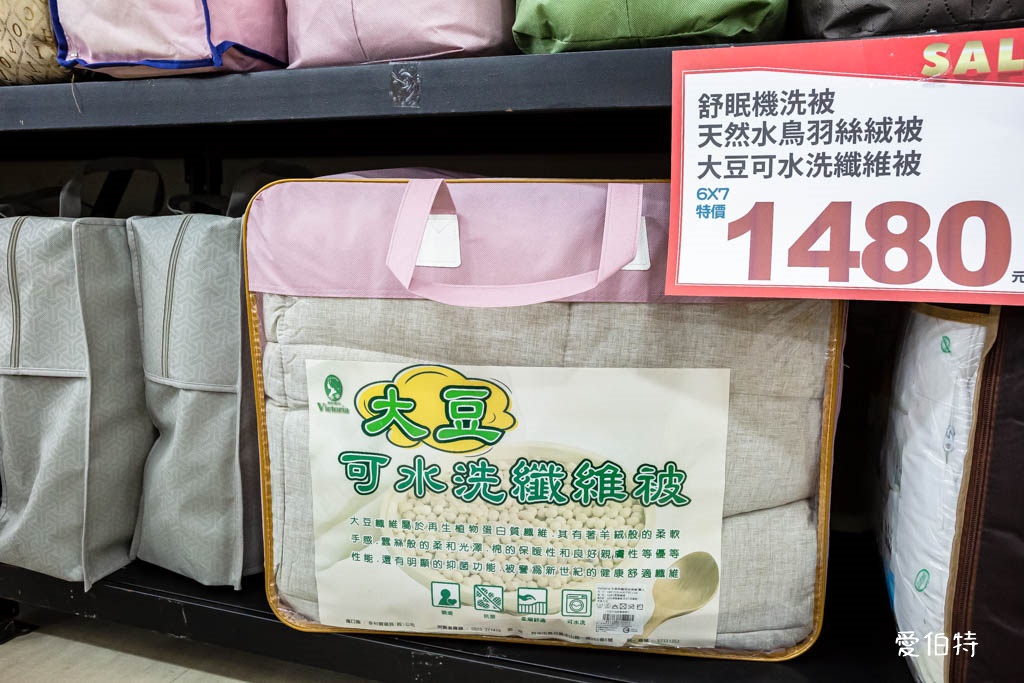 SAL
舒眠機洗被
天然水鳥羽絲絨被
大豆可水洗纖維被
6X7
特價
1480
元
Victoria
大豆
可水洗纖維被
大豆纖維屬於再生植物蛋白質纖維.其有著羊絨般的柔軟
手感.蠶絲般的柔和光澤.棉的保暖性和良好親膚性等優等
性能.還有明顯的抑菌功能.被譽為新世紀的健康舒適纖維
柔順舒適
可水洗
愛伯特